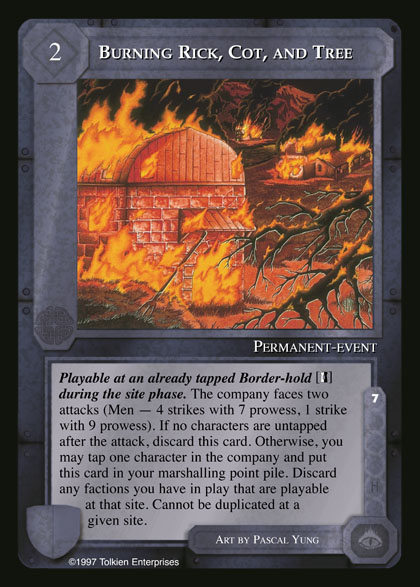 2
BURNING RICK, COT, AND TREE
PERMANENT-EVENT
Playable at an already tapped Border-hold []
during the site phase. The company faces two
attacks (Men — 4 strikes with 7 prowess, 1 strike
with 9 prowess). If no characters are untapped
after the attack, discard this card. Otherwise, you
may tap one character in the company and put
this card in your marshalling point pile. Discard
any factions you have in play that are playable
at that site. Cannot be duplicated at a
given site.
7
H
ART BY PASCAL YUNG
©1997 Tolkien Enterprises